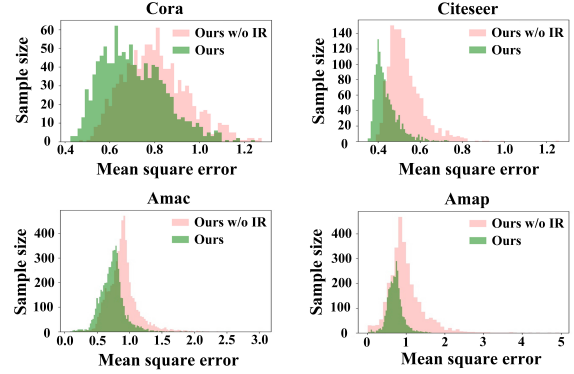 Cora
Sample size
60
50
40
30
20
10
0
0.4 0.6 0.8 1.0 1.2
Mean square error
Ours w/o IR
Ours
Citeseer
Sample size
140
120
100
80
60
40
20
0
0.4 0.6 0.8 1.0 1.2
Mean square error
Ours w/o IR
Ours
Amac
Sample size
400
300
200
100
0
0.0 0.5 1.0 1.5 2.0 2.5 3.0
Mean square error
Ours w/o IR
Ours
Amap
Sample size
400
300
200
100
0
0 1 2 3 4 5
Mean square error
Ours w/o IR
Ours